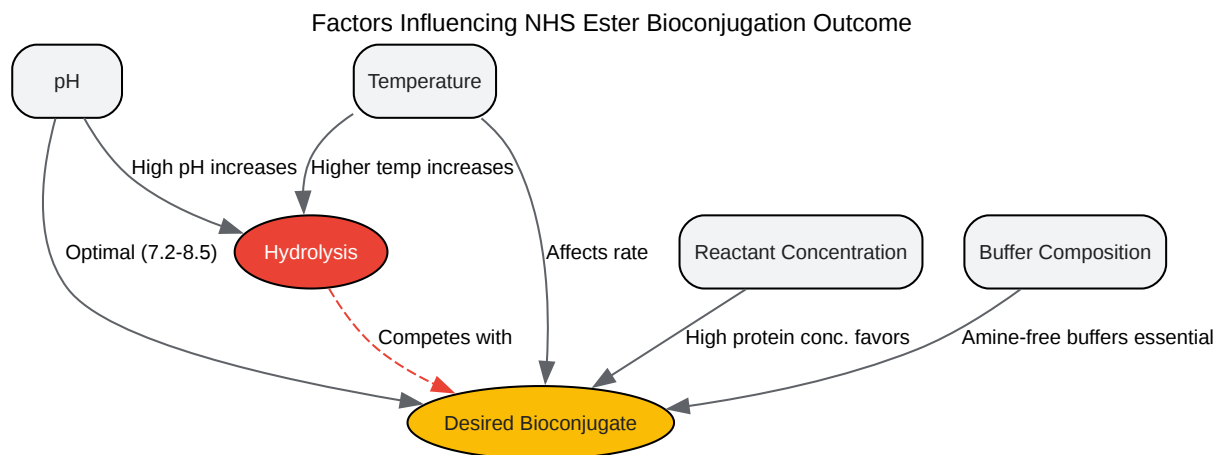 Factors Influencing NHS Ester Bioconjugation Outcome
pH
Temperature
High pH increases
Higher temp increases
Optimal (7.2-8.5)
Hydrolysis
Affects rate
Reactant Concentration
Buffer Composition
Competes with
High protein conc. favors
Amine-free buffers essential
Desired Bioconjugate